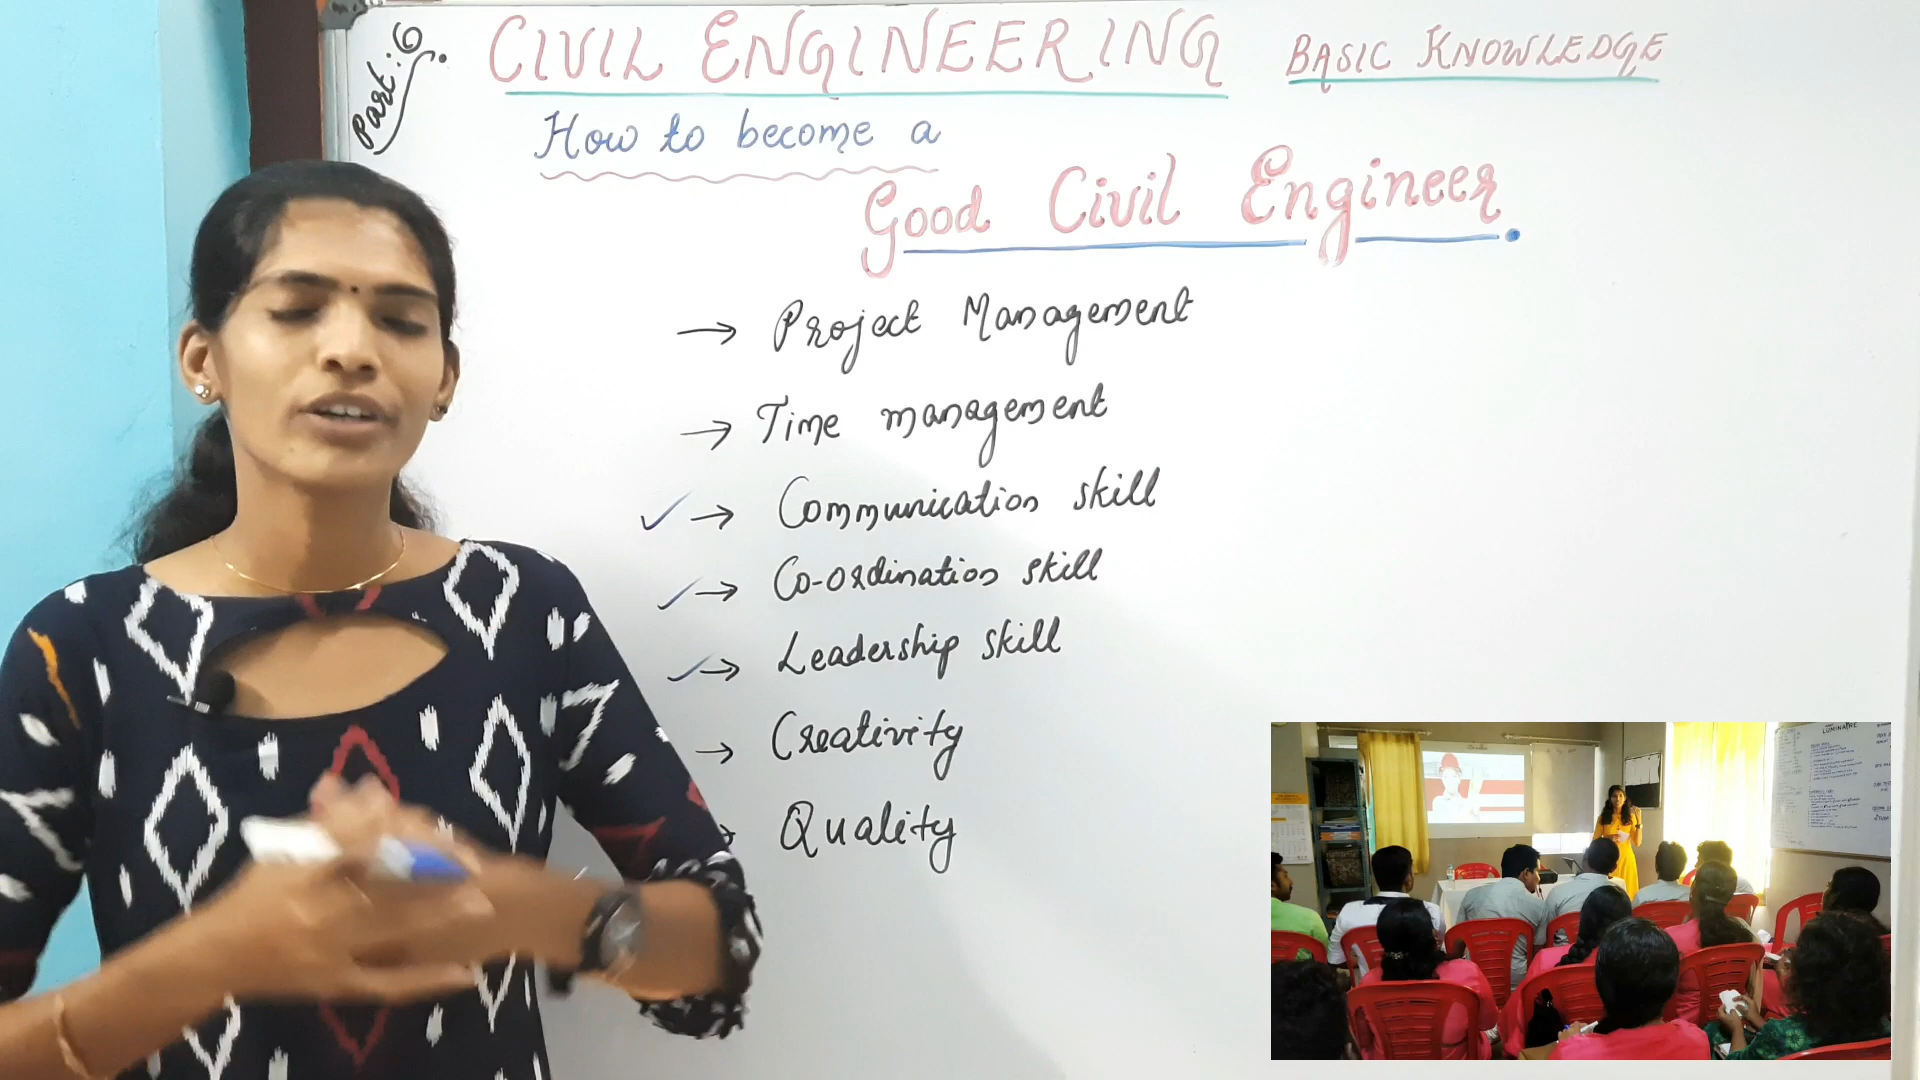 Part: 6.
CIVIL ENGINEERING BASIC KNOWLEDGE
How to become a
Good Civil Engineer.
→ Project Management
→ Time management
✓ → Communication skill
✓ → Co-ordination skill
✓ → Leadership skill
→ Creativity
→ Quality
LUMINAIRE